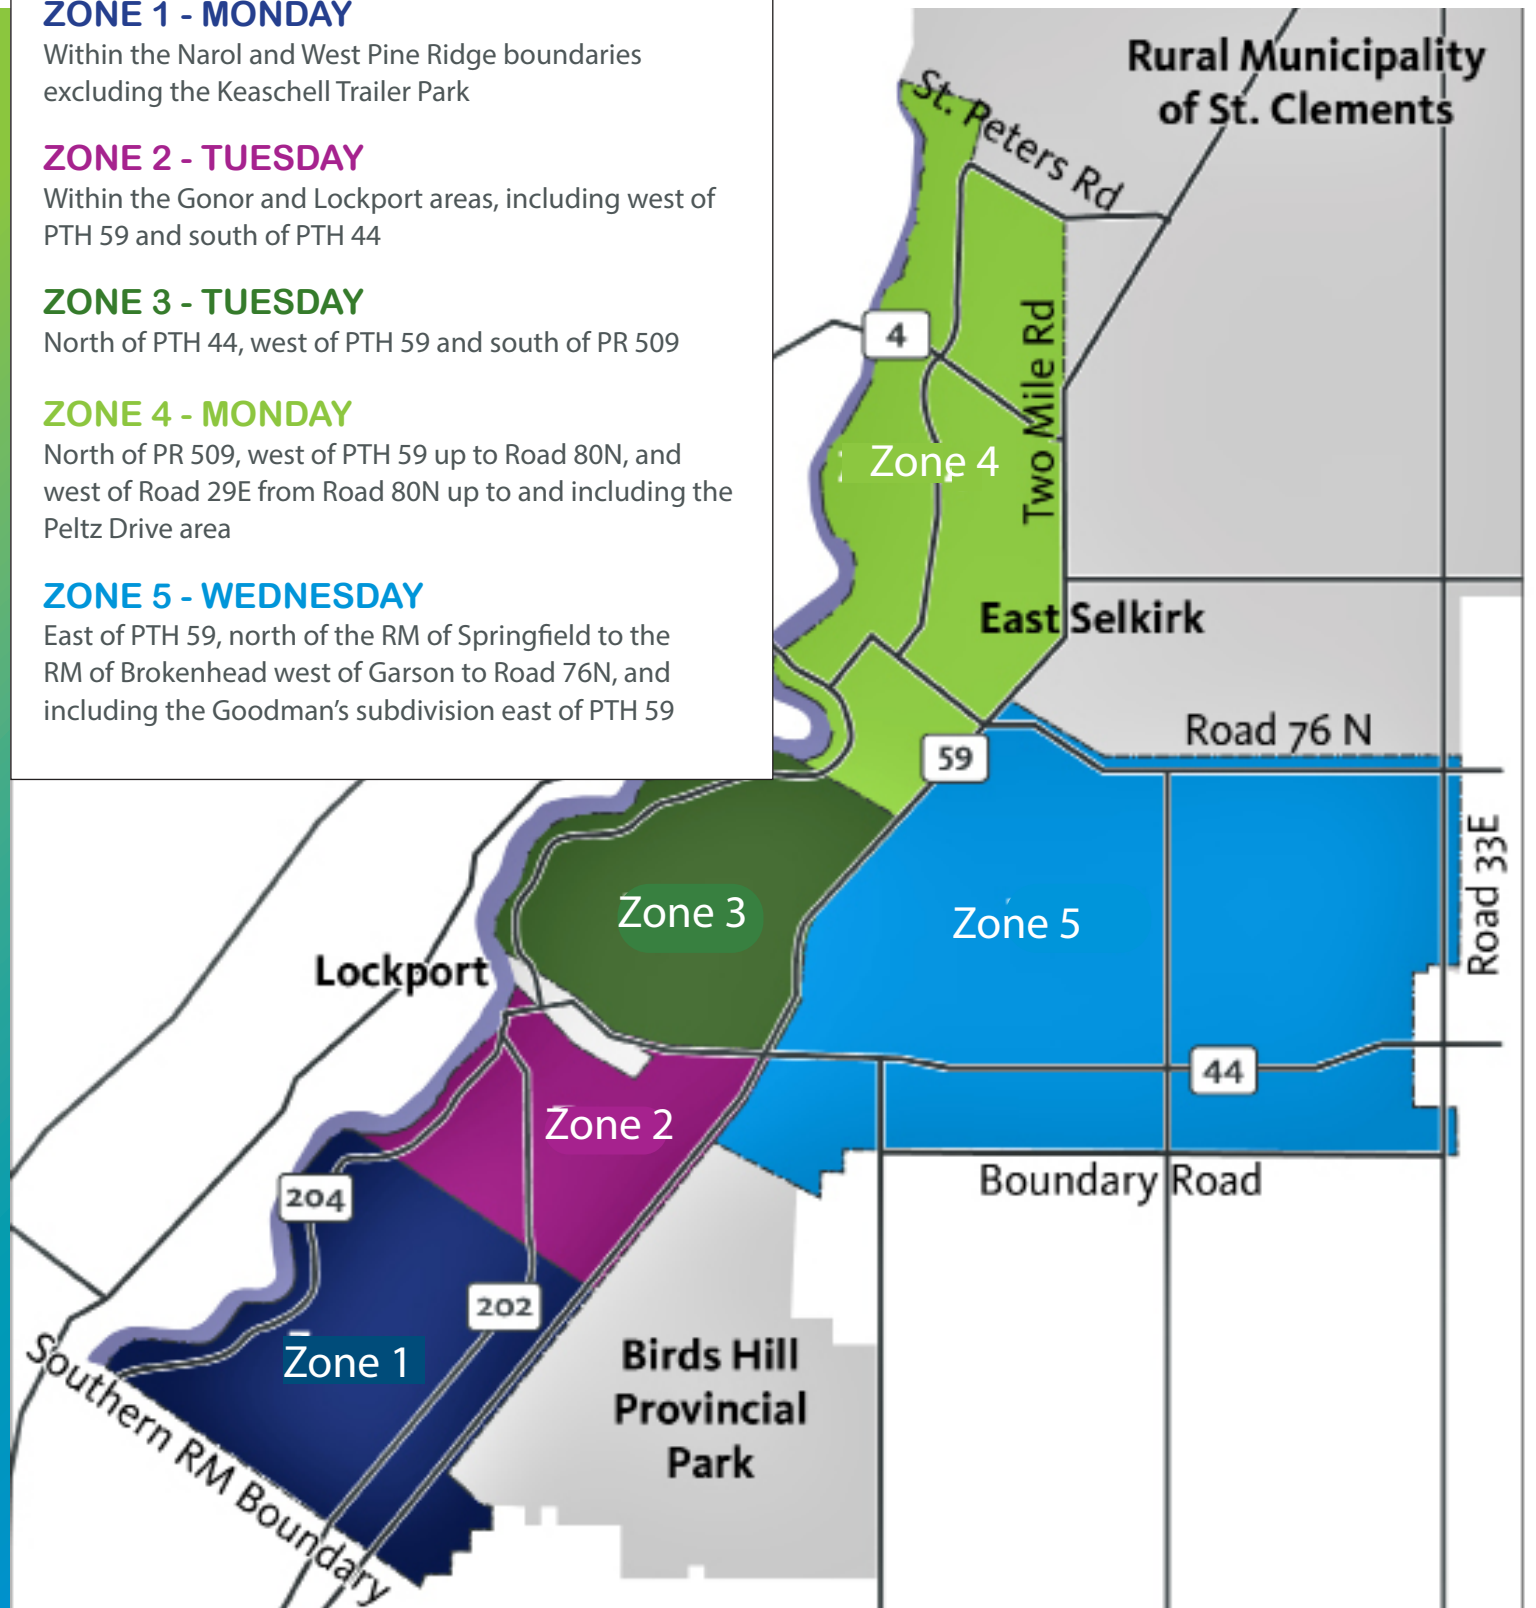 ZONE 1 - MONDAY
Within the Narol and West Pine Ridge boundaries
excluding the Keaschell Trailer Park
ZONE 2 - TUESDAY
Within the Gonor and Lockport areas, including west of
PTH 59 and south of PTH 44
ZONE 3 - TUESDAY
North of PTH 44, west of PTH 59 and south of PR 509
ZONE 4 - MONDAY
North of PR 509, west of PTH 59 up to Road 80N, and
west of Road 29E from Road 80N up to and including the
Peltz Drive area
ZONE 5 - WEDNESDAY
East of PTH 59, north of the RM of Springfield to the
RM of Brokenhead west of Garson to Road 76N, and
including the Goodman’s subdivision east of PTH 59
Rural Municipality
of St. Clements
St. Peters Rd
4
Two Mile Rd
Zone 4
East Selkirk
Road 76 N
59
Road 33E
Zone 3
Zone 5
Lockport
44
Zone 2
Boundary Road
204
202
Zone 1
Birds Hill
Provincial
Park
Southern RM Boundary